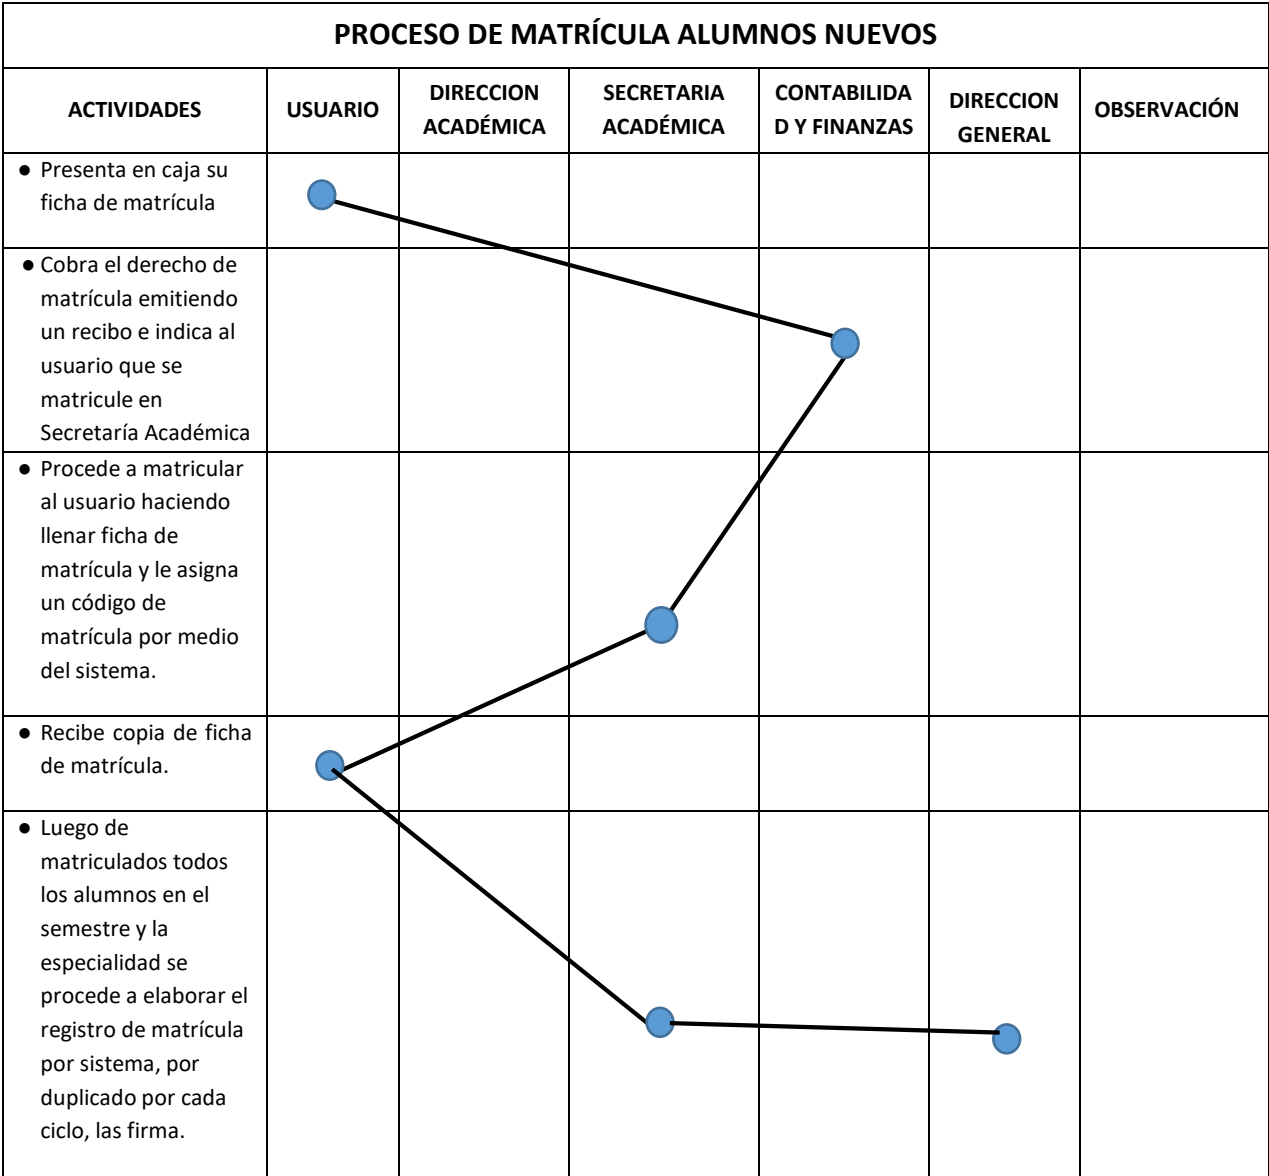 PROCESO DE MATRÍCULA ALUMNOS NUEVOS
ACTIVIDADES
USUARIO
DIRECCION
ACADÉMICA
SECRETARIA
ACADÉMICA
CONTABILIDA
D Y FINANZAS
DIRECCION
GENERAL
OBSERVACIÓN
● Presenta en caja su
ficha de matrícula
● Cobra el derecho de
matrícula emitiendo
un recibo e indica al
usuario que se
matricule en
Secretaría Académica
● Procede a matricular
al usuario haciendo
llenar ficha de
matrícula y le asigna
un código de
matrícula por medio
del sistema.
● Recibe copia de ficha
de matrícula.
● Luego de
matriculados todos
los alumnos en el
semestre y la
especialidad se
procede a elaborar el
registro de matrícula
por sistema, por
duplicado por cada
ciclo, las firma.